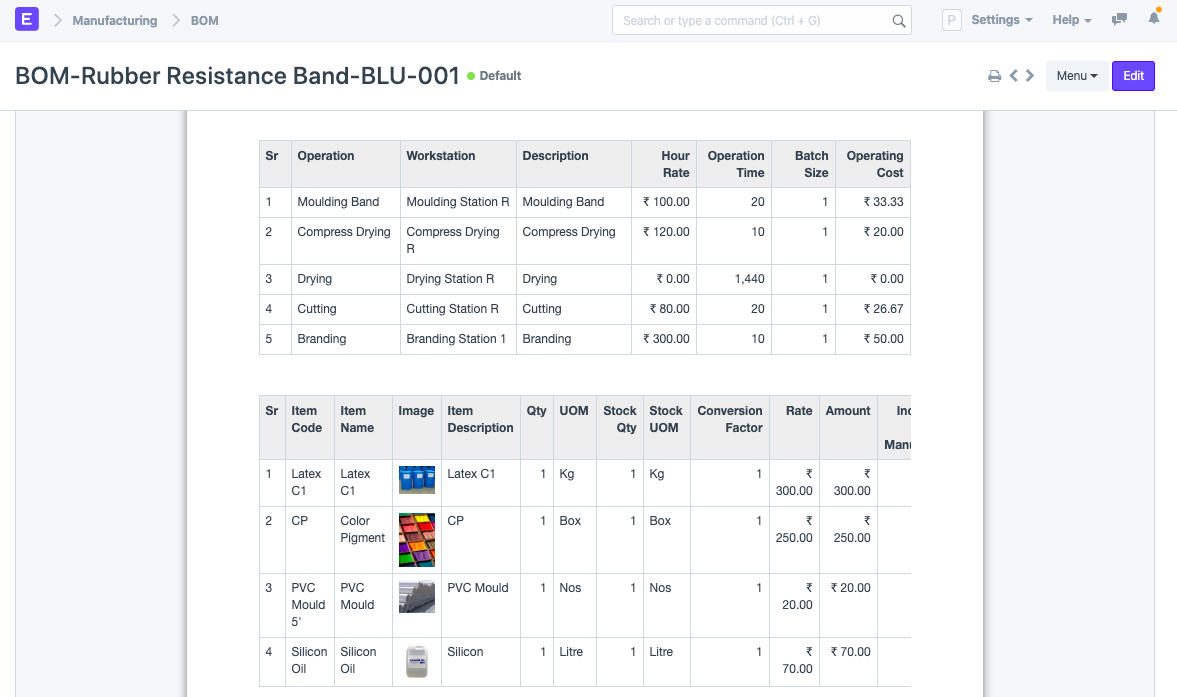 E Manufacturing BOM Search or type a command (Ctrl + G) P Settings Help
BOM-Rubber Resistance Band-BLU-001 Default Menu Edit
Sr Operation Workstation Description Hour Rate Operation Time Batch Size Operating Cost
1 Moulding Band Moulding Station R Moulding Band ₹ 100.00 20 1 ₹ 33.33
2 Compress Drying Compress Drying R Compress Drying ₹ 120.00 10 1 ₹ 20.00
3 Drying Drying Station R Drying ₹ 0.00 1,440 1 ₹ 0.00
4 Cutting Cutting Station R Cutting ₹ 80.00 20 1 ₹ 26.67
5 Branding Branding Station 1 Branding ₹ 300.00 10 1 ₹ 50.00
Sr Item Code Item Name Image Item Description Qty UOM Stock Qty Stock UOM Conversion Factor Rate Amount
1 Latex C1 Latex C1 Latex C1 1 Kg 1 Kg 1 ₹ 300.00 ₹ 300.00
2 CP Color Pigment CP 1 Box 1 Box 1 ₹ 250.00 ₹ 250.00
3 PVC Mould 5' PVC Mould PVC Mould 1 Nos 1 Nos 1 ₹ 20.00 ₹ 20.00
4 Silicon Oil Silicon Oil Silicon 1 Litre 1 Litre 1 ₹ 70.00 ₹ 70.00